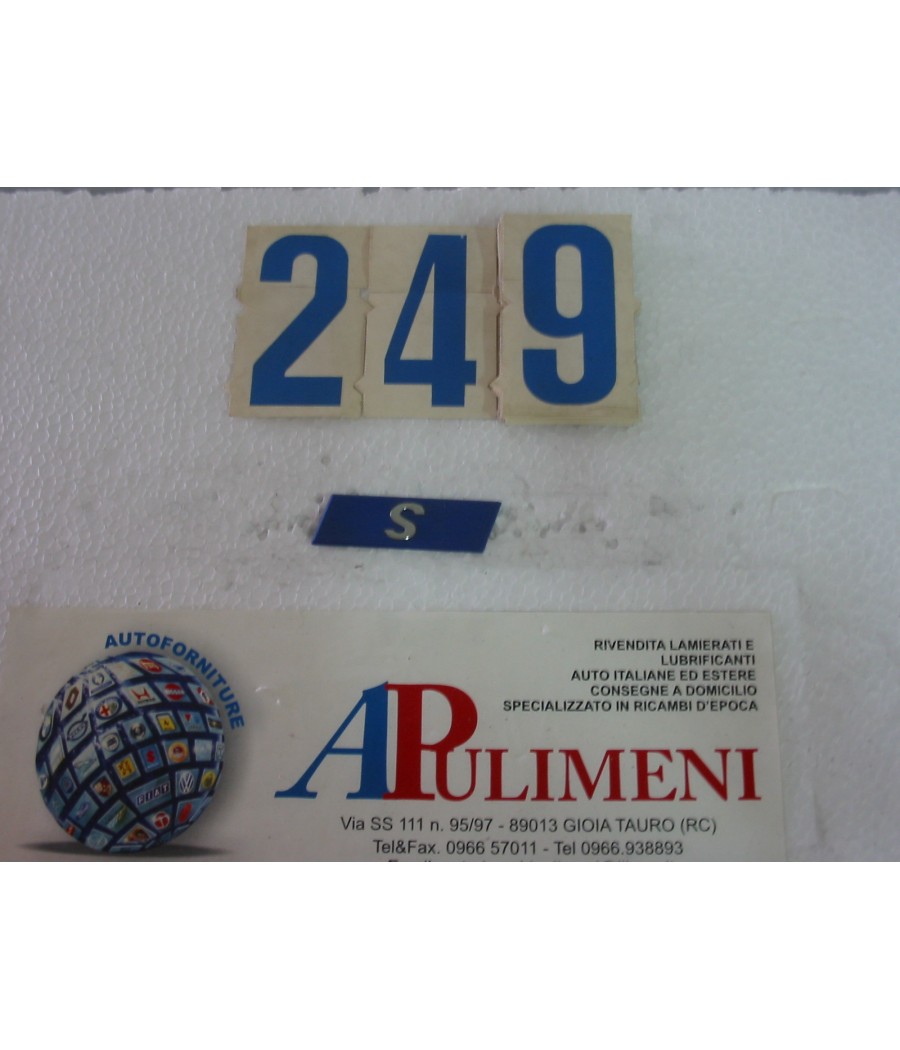 249
S
AUTOFORNITURE
RIVENDITA LAMIERATI E
LUBRIFICANTI
AUTO ITALIANE ED ESTERE
CONSEGNE A DOMICILIO
SPECIALIZZATO IN RICAMBI D'EPOCA
APULIMENI
Via SS 111 n. 95/97 - 89013 GIOIA TAURO (RC)
Tel&Fax. 0966 57011 - Tel 0966.938893